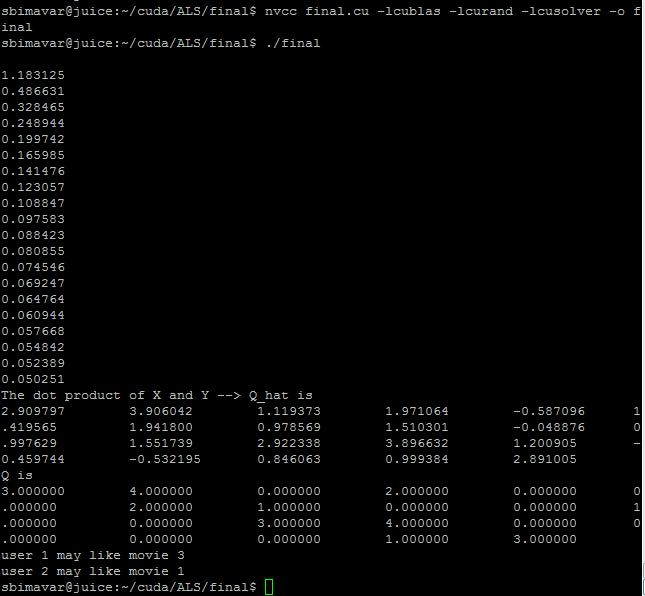 sbimavar@juice:~/cuda/ALS/final$ nvcc final.cu -lcublas -lcurand -lcusolver -o f
inal
sbimavar@juice:~/cuda/ALS/final$ ./final
1.183125
0.486631
0.328465
0.248944
0.199742
0.165985
0.141476
0.123057
0.108847
0.097583
0.088423
0.080855
0.074546
0.069247
0.064764
0.060944
0.057668
0.054842
0.052389
0.050251
The dot product of X and Y --> Q_hat is
2.909797 3.906042 1.119373 1.971064 -0.587096 1
.419565 1.941800 0.978569 1.510301 -0.048876 0
.997629 1.551739 2.922338 3.896632 1.200905 -
0.459744 -0.532195 0.846063 0.999384 2.891005
Q is
3.000000 4.000000 0.000000 2.000000 0.000000 0
.000000 2.000000 1.000000 0.000000 0.000000 1
.000000 0.000000 3.000000 4.000000 0.000000 0
.000000 0.000000 0.000000 1.000000 3.000000
user 1 may like movie 3
user 2 may like movie 1
sbimavar@juice:~/cuda/ALS/final$